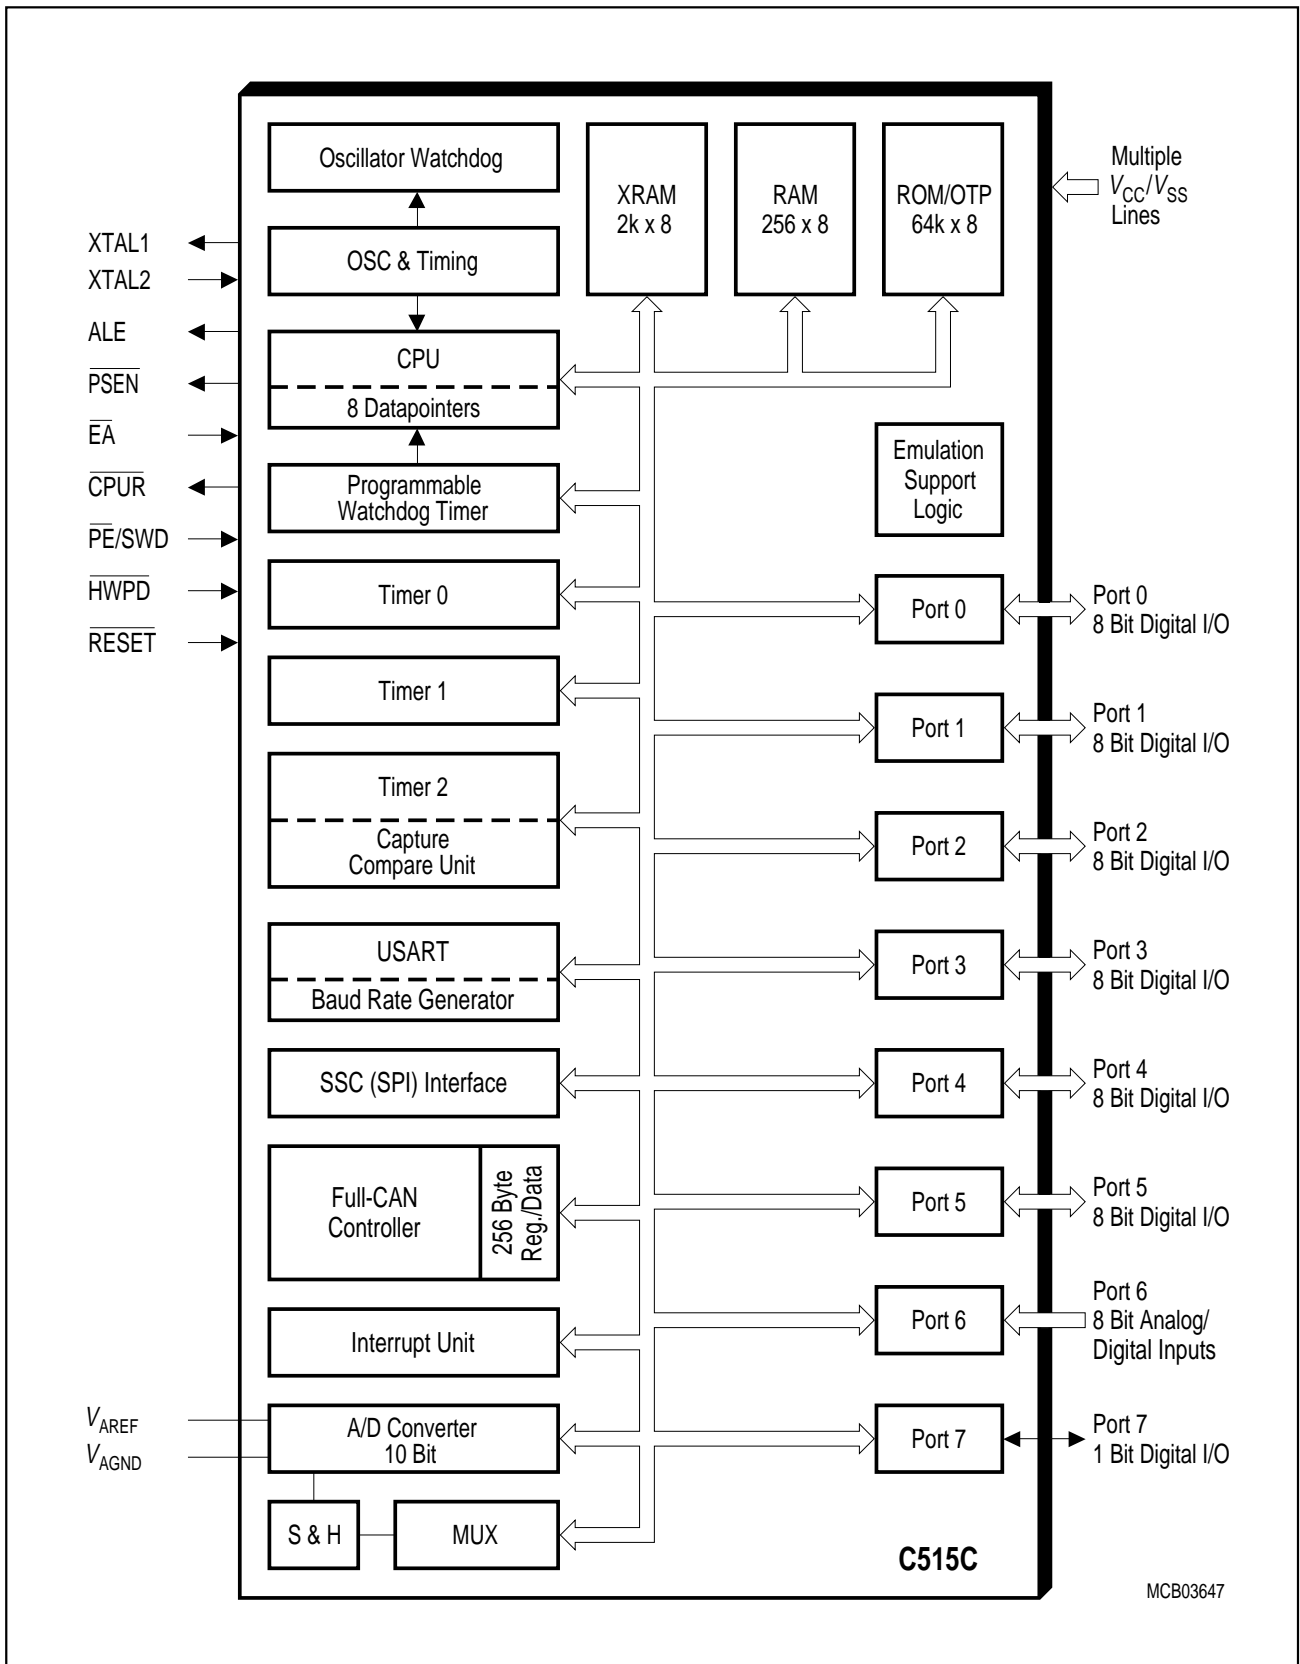 Oscillator Watchdog
OSC & Timing
CPU
8 Datapointers
Programmable
Watchdog Timer
Timer 0
Timer 1
Timer 2
Capture
Compare Unit
USART
Baud Rate Generator
SSC (SPI) Interface
Full-CAN
Controller
256 Byte
Reg./Data
Interrupt Unit
A/D Converter
10 Bit
S & H
MUX
XRAM
2k x 8
RAM
256 x 8
ROM/OTP
64k x 8
Emulation
Support
Logic
Port 0
Port 1
Port 2
Port 3
Port 4
Port 5
Port 6
Port 7
C515C
XTAL1
XTAL2
ALE
PSEN
EA
CPUR
PE/SWD
HWPD
RESET
VAREF
VAGND
Multiple
VCC/VSS
Lines
Port 0
8 Bit Digital I/O
Port 1
8 Bit Digital I/O
Port 2
8 Bit Digital I/O
Port 3
8 Bit Digital I/O
Port 4
8 Bit Digital I/O
Port 5
8 Bit Digital I/O
Port 6
8 Bit Analog/
Digital Inputs
Port 7
1 Bit Digital I/O
MCB03647